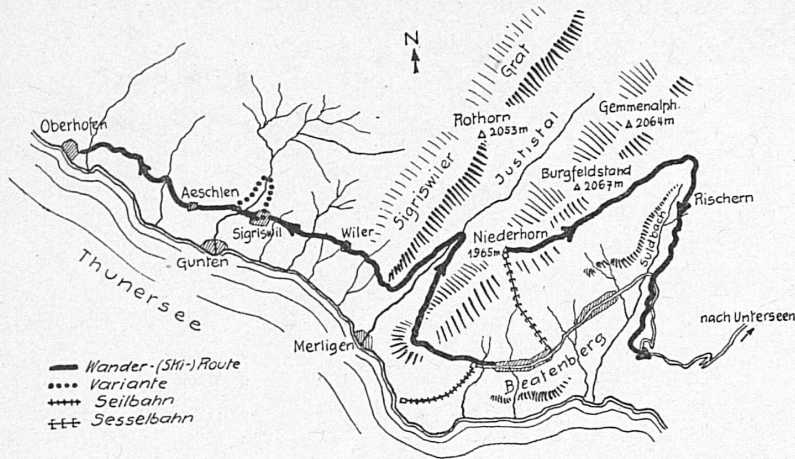 N
Oberhofen
Aeschlen
Sigriswil
Gunten
Wiler
Merligen
Thunersee
Sigriswiler Grat
Rothorn
△ 2053m
Justistal
Gemmenalph.
△ 2064m
Burgfeldstand
△ 2067m
Niederhorn
1965m
Rischern
Suldbach
Beatenberg
nach Unterseen
Wander-(Ski-) Route
Variante
Seilbahn
Sesselbahn